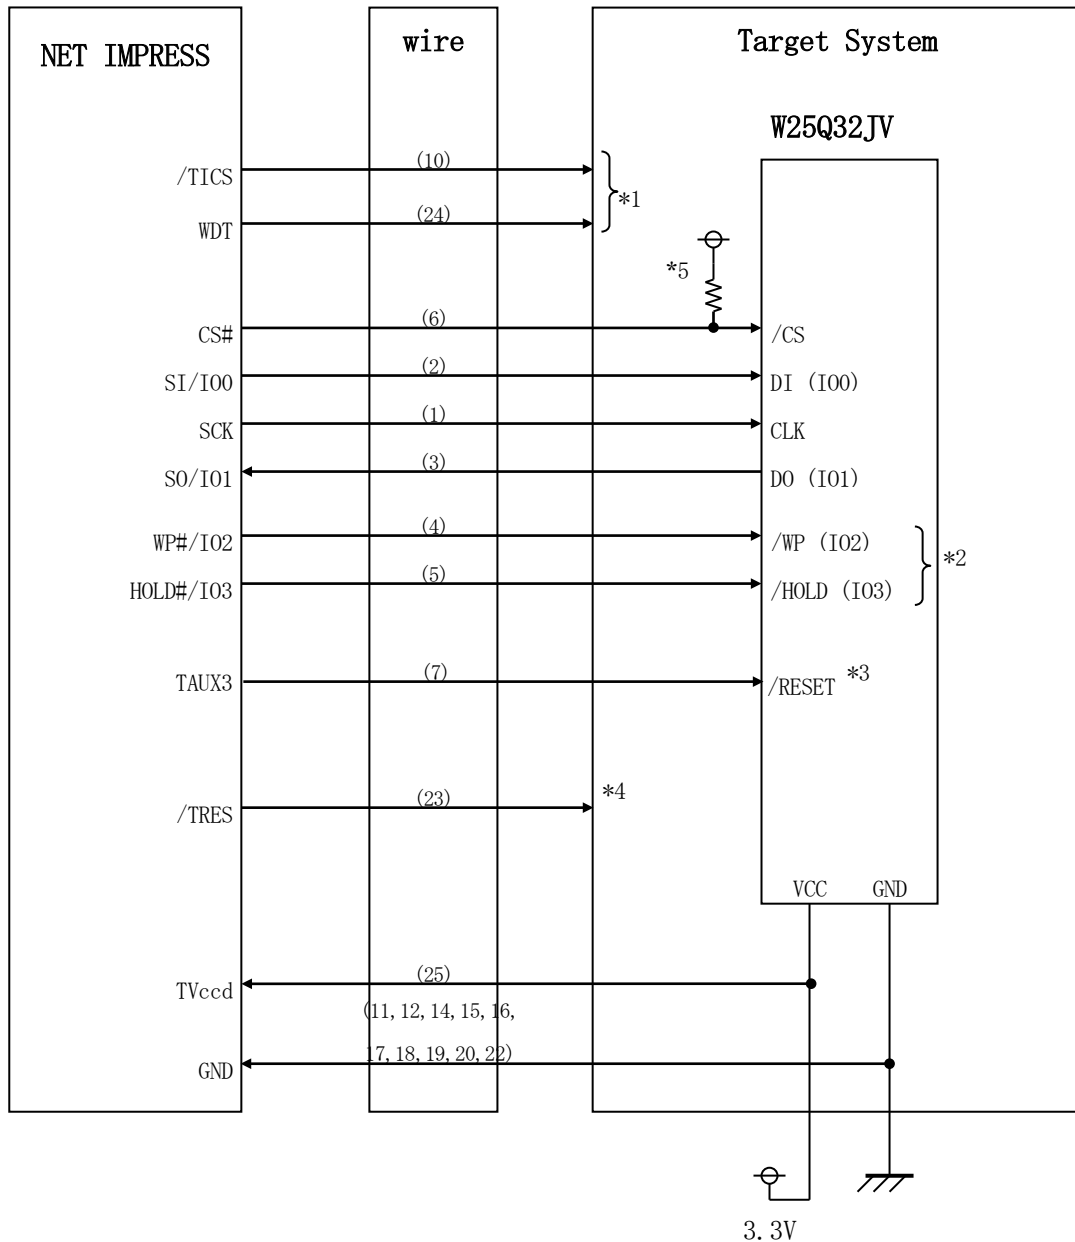 NET IMPRESS
wire
Target System
W25Q32JV
/TICS
(10)
*1
WDT
(24)
*5
CS#
(6)
/CS
SI/IO0
(2)
DI (IO0)
SCK
(1)
CLK
SO/IO1
(3)
DO (IO1)
WP#/IO2
(4)
/WP (IO2)
*2
HOLD#/IO3
(5)
/HOLD (IO3)
TAUX3
(7)
/RESET
*3
/TRES
(23)
*4
VCC
GND
TVccd
(25)
(11,12,14,15,16,
17,18,19,20,22)
GND
3.3V